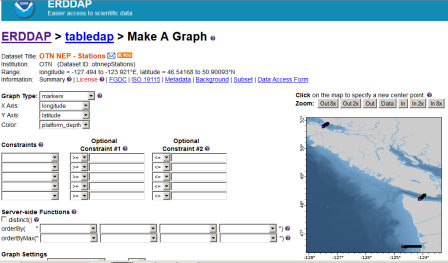 ERDDAP
Easier access to scientific data
ERDDAP > tabledap > Make A Graph
Dataset Title: OTN NEP - Stations
Institution: OTN (Dataset ID: otnnepStations)
Range: longitude = -127.494 to -123.921°E, latitude = 46.54168 to 50.90093°N
Information: Summary | License | FGDC | ISO 19115 | Metadata | Background | Subset | Data Access Form
Graph Type: markers
X Axis: longitude
Y Axis: latitude
Color: platform_depth
Constraints Optional Constraint #1 Optional Constraint #2
>= <=
>= <=
>= <=
>= <=
>= <=
Server-side Functions
distinct()
orderBy(" ")
orderByMax(" ")
Graph Settings
Click on the map to specify a new center point.
Zoom: Out 8x Out 2x Out Data In In 2x In 8x
51°
50°
49°
48°
47°
-128° -127° -126° -125° -124°